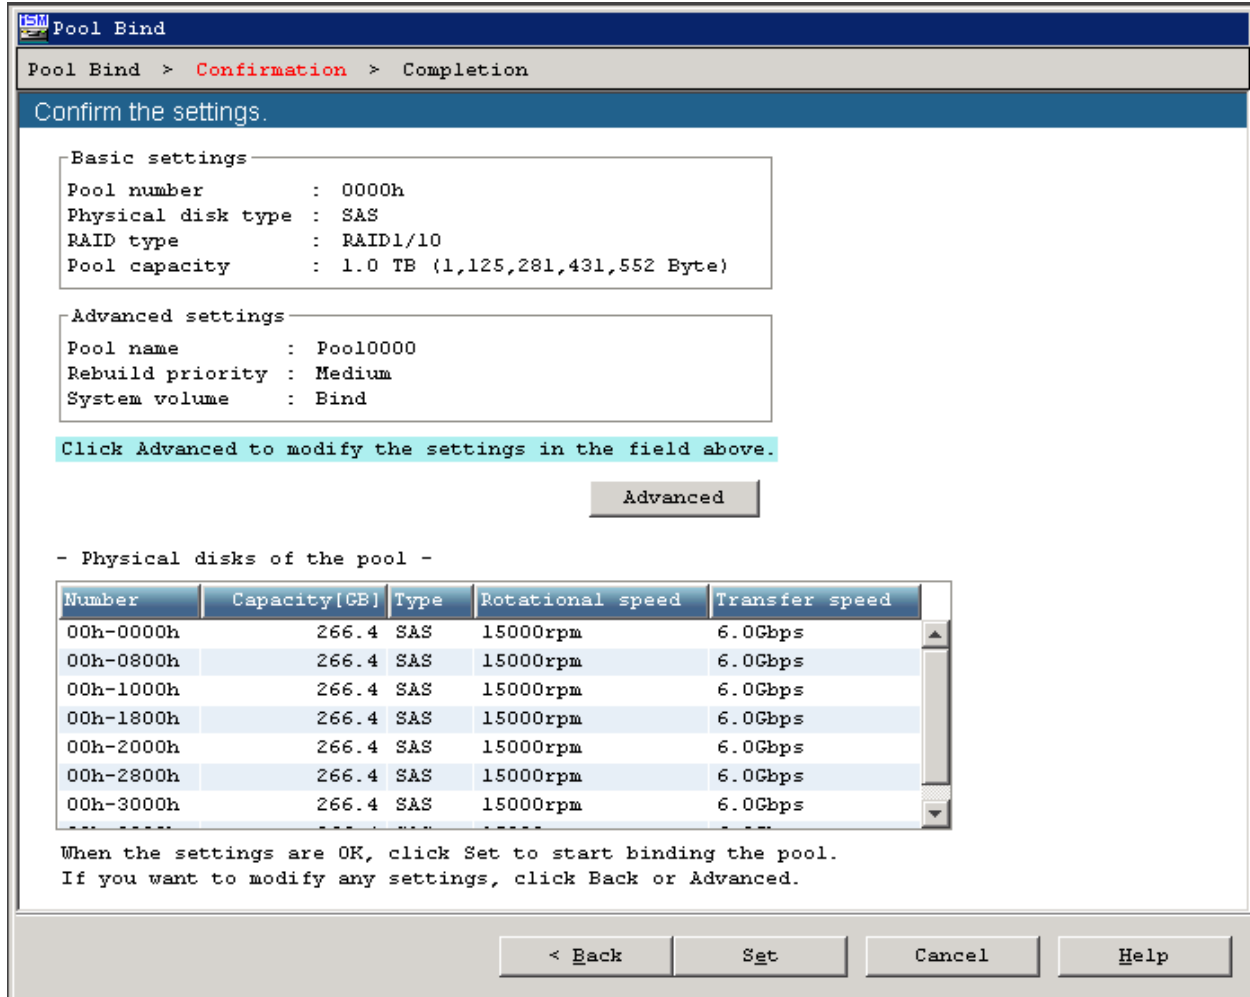 iSM Pool Bind
Pool Bind > Confirmation > Completion
Confirm the settings.
Basic settings
Pool number : 0000h
Physical disk type : SAS
RAID type : RAID1/10
Pool capacity : 1.0 TB (1,125,281,431,552 Byte)
Advanced settings
Pool name : Pool0000
Rebuild priority : Medium
System volume : Bind
Click Advanced to modify the settings in the field above.
Advanced
- Physical disks of the pool -
Number Capacity[GB] Type Rotational speed Transfer speed
00h-0000h 266.4 SAS 15000rpm 6.0Gbps
00h-0800h 266.4 SAS 15000rpm 6.0Gbps
00h-1000h 266.4 SAS 15000rpm 6.0Gbps
00h-1800h 266.4 SAS 15000rpm 6.0Gbps
00h-2000h 266.4 SAS 15000rpm 6.0Gbps
00h-2800h 266.4 SAS 15000rpm 6.0Gbps
00h-3000h 266.4 SAS 15000rpm 6.0Gbps
When the settings are OK, click Set to start binding the pool.
If you want to modify any settings, click Back or Advanced.
< Back Set Cancel Help